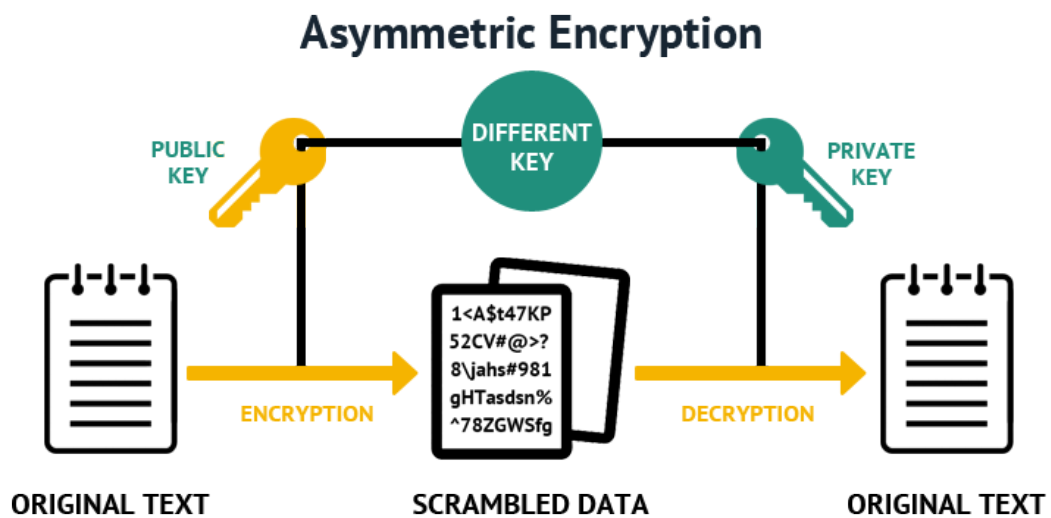 Asymmetric Encryption
PUBLIC
KEY
DIFFERENT
KEY
PRIVATE
KEY
1<A$t47KP
52CV#@>?
8\jahs#981
gHTasdsn%
^78ZGWSfg
ENCRYPTION
DECRYPTION
ORIGINAL TEXT
SCRAMBLED DATA
ORIGINAL TEXT